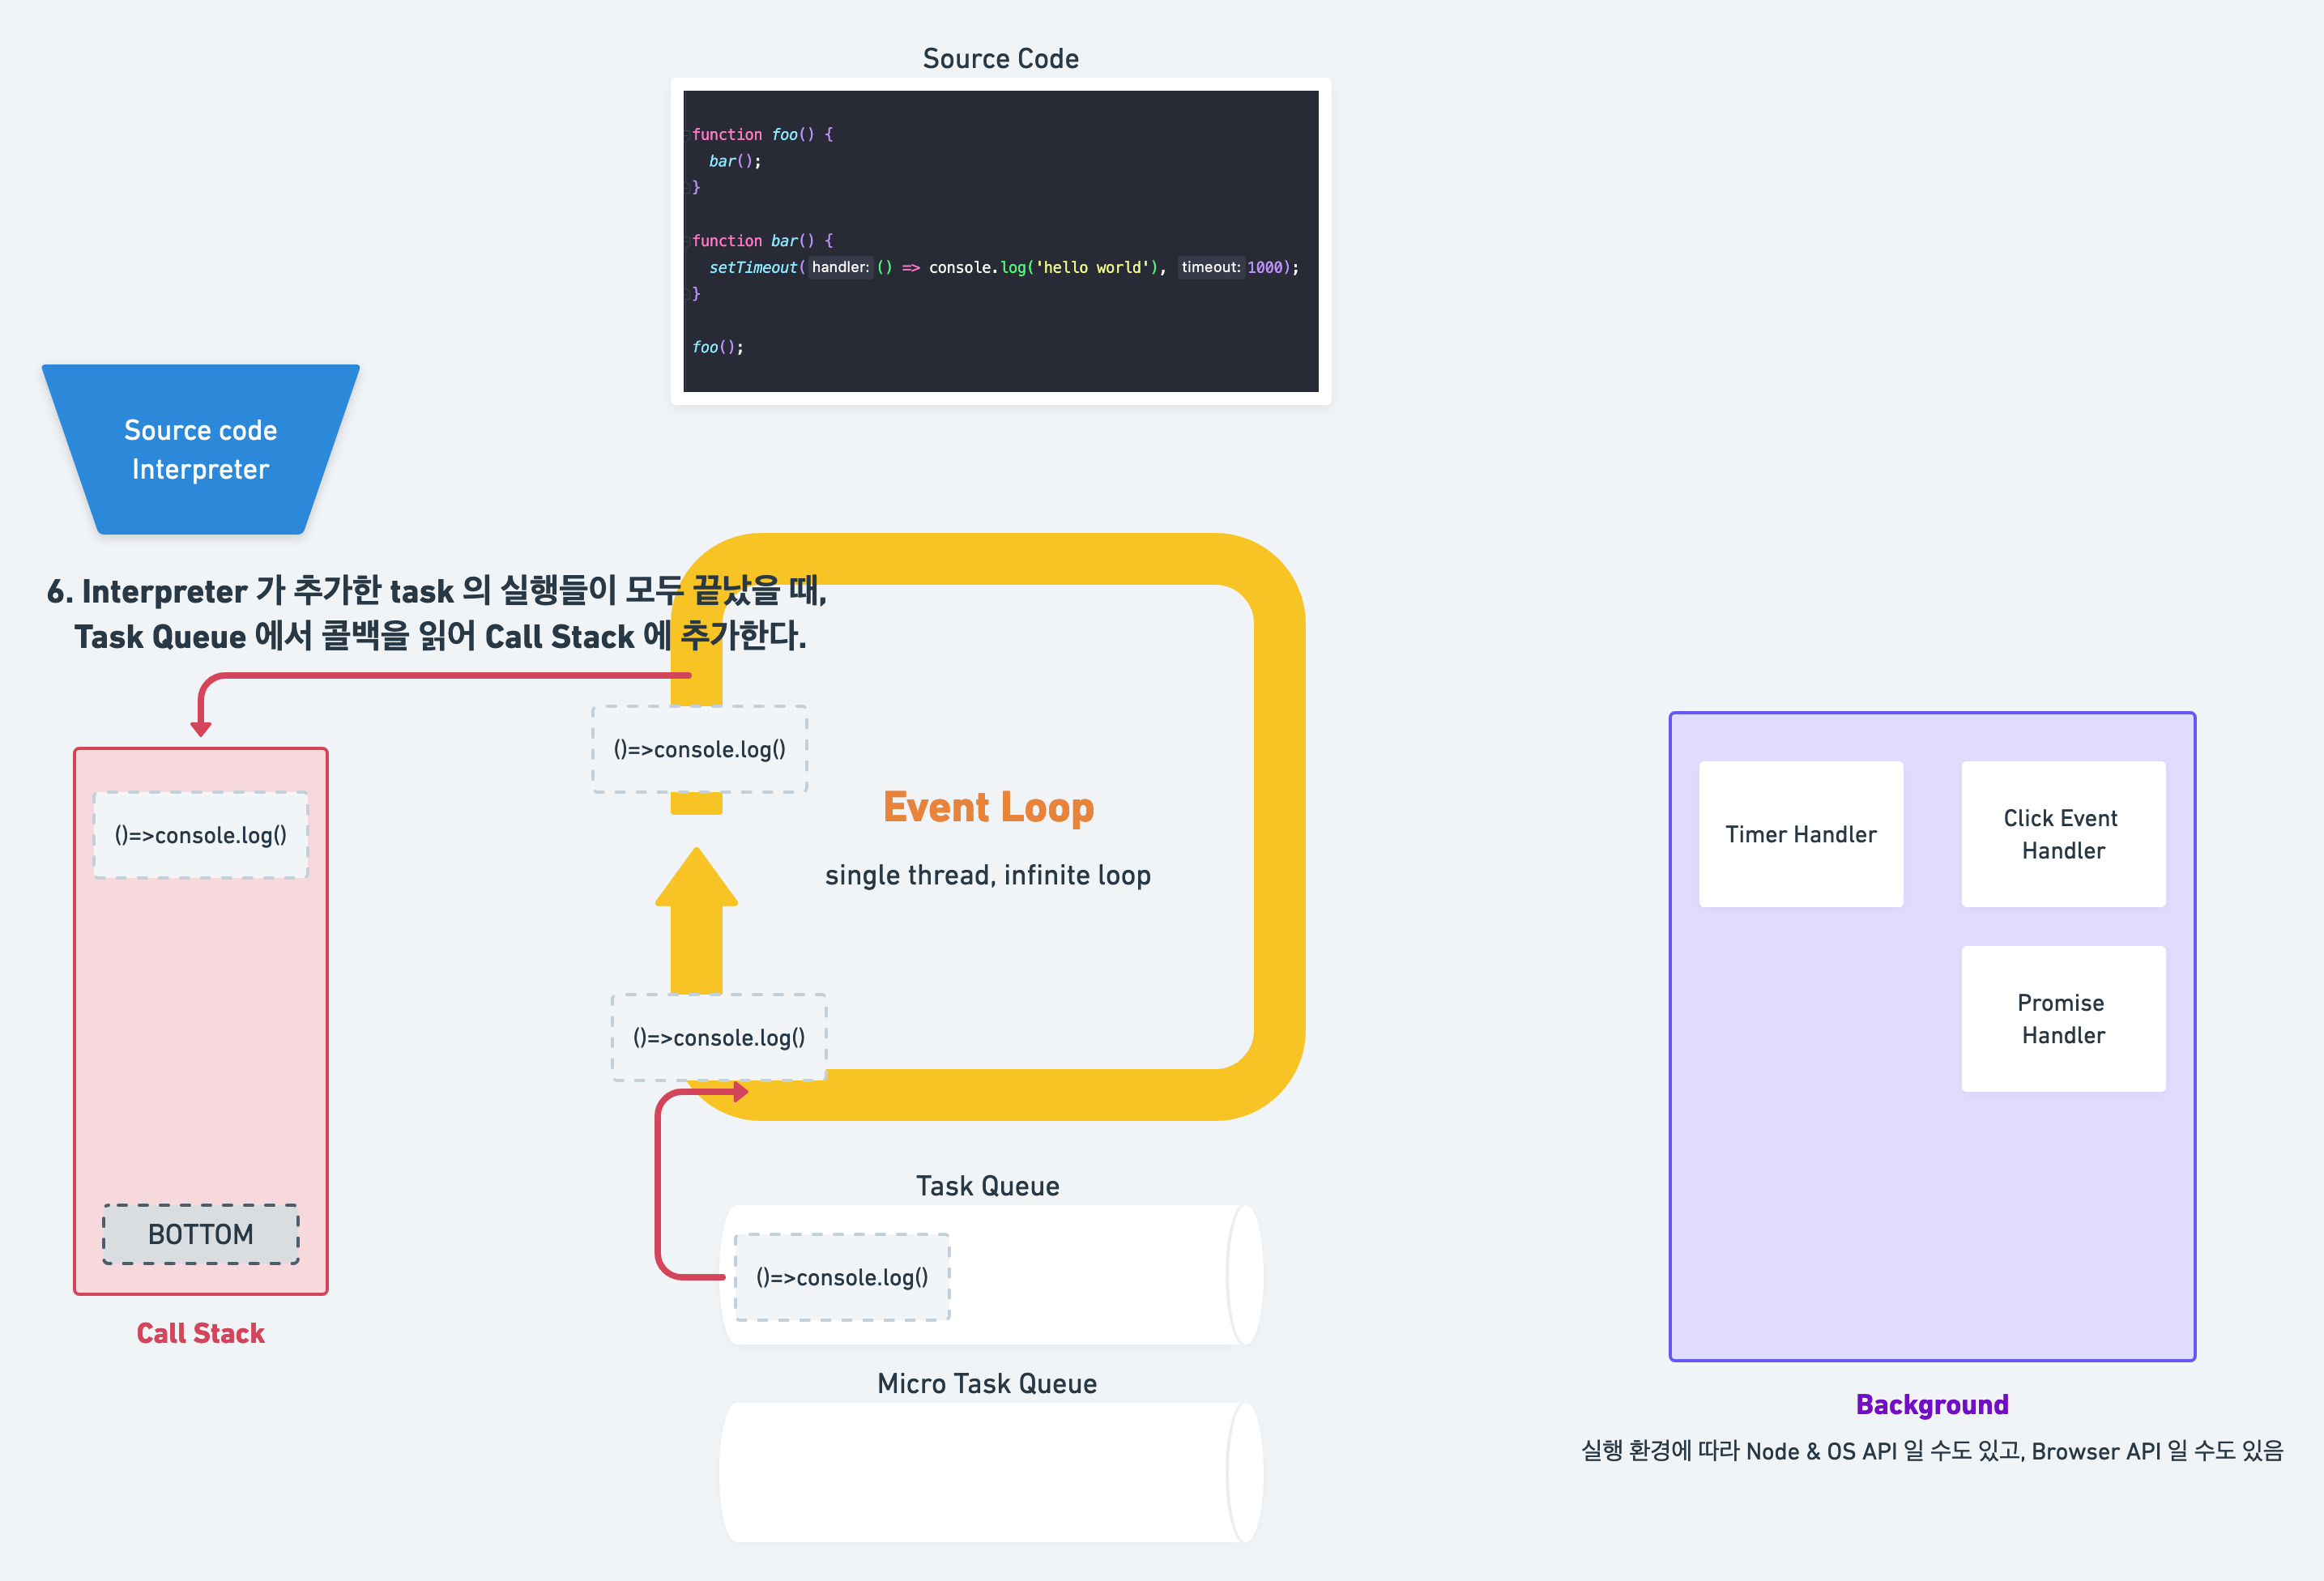 Source Code
function foo() {
bar();
}
function bar() {
setTimeout( handler: () => console.log('hello world'), timeout: 1000);
}
foo();
Source code
Interpreter
6. Interpreter 가 추가한 task 의 실행들이 모두 끝났을 때,
Task Queue 에서 콜백을 읽어 Call Stack 에 추가한다.
()=>console.log()
()=>console.log()
BOTTOM
Call Stack
Event Loop
single thread, infinite loop
()=>console.log()
Task Queue
()=>console.log()
Micro Task Queue
Timer Handler
Click Event
Handler
Promise
Handler
Background
실행 환경에 따라 Node & OS API 일 수도 있고, Browser API 일 수도 있음